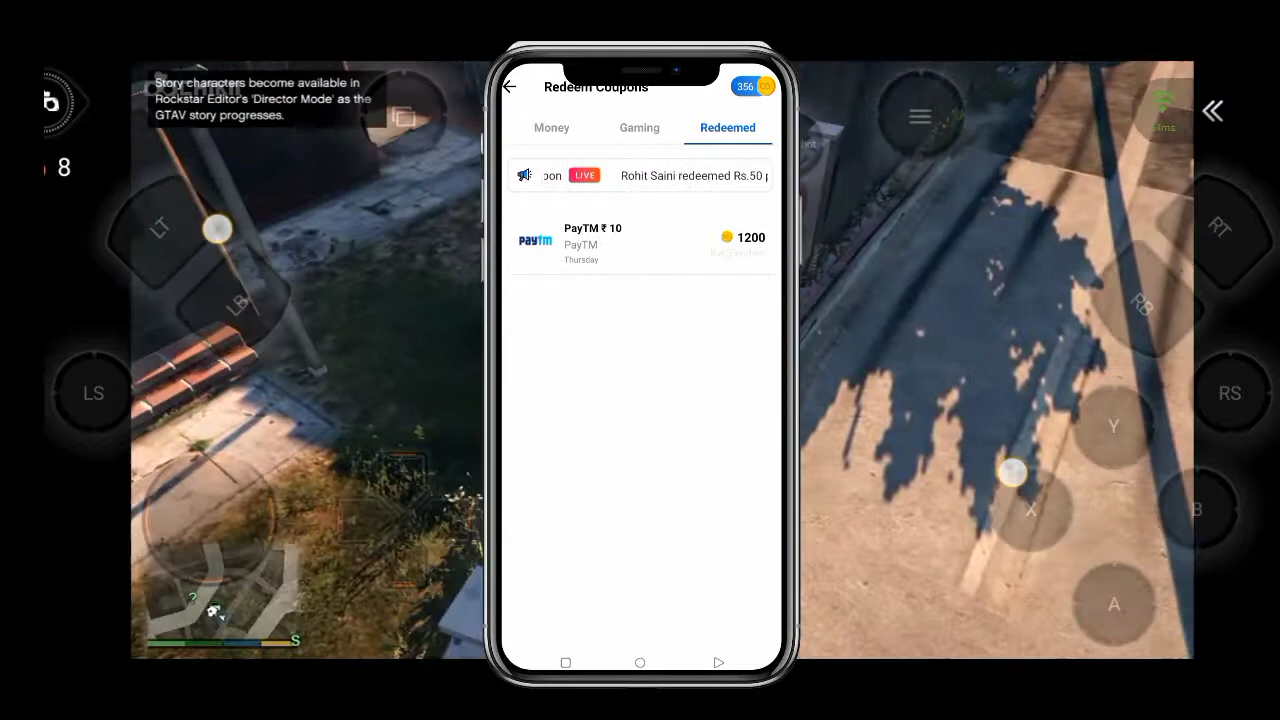 Story characters become available in
Rockstar Editor's 'Director Mode' as the
GTAV story progresses.
8
LT
LB
LS
Redeem Coupons
356
Money
Gaming
Redeemed
LIVE
Rohit Saini redeemed Rs.50
PayTM ₹ 10
PayTM
Thursday
paytm
1200
RT
RB
RS
Y
X
B
A
?
S